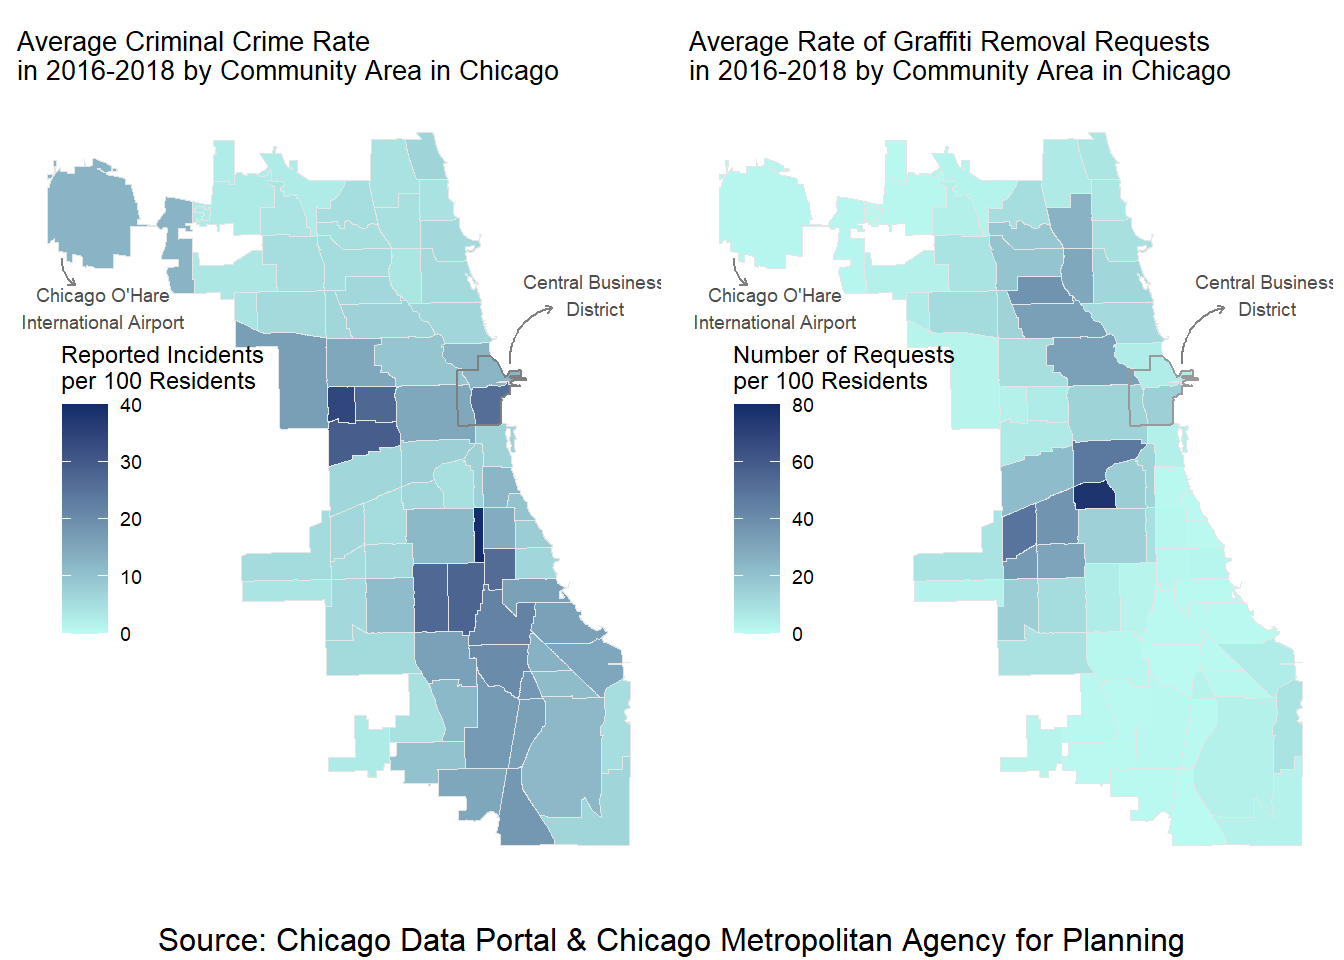 Average Criminal Crime Rate
in 2016-2018 by Community Area in Chicago
Central Business
District
Chicago O'Hare
International Airport
Reported Incidents
per 100 Residents
40
30
20
10
0
Average Rate of Graffiti Removal Requests
in 2016-2018 by Community Area in Chicago
Central Business
District
Chicago O'Hare
International Airport
Number of Requests
per 100 Residents
80
60
40
20
0
Source: Chicago Data Portal & Chicago Metropolitan Agency for Planning